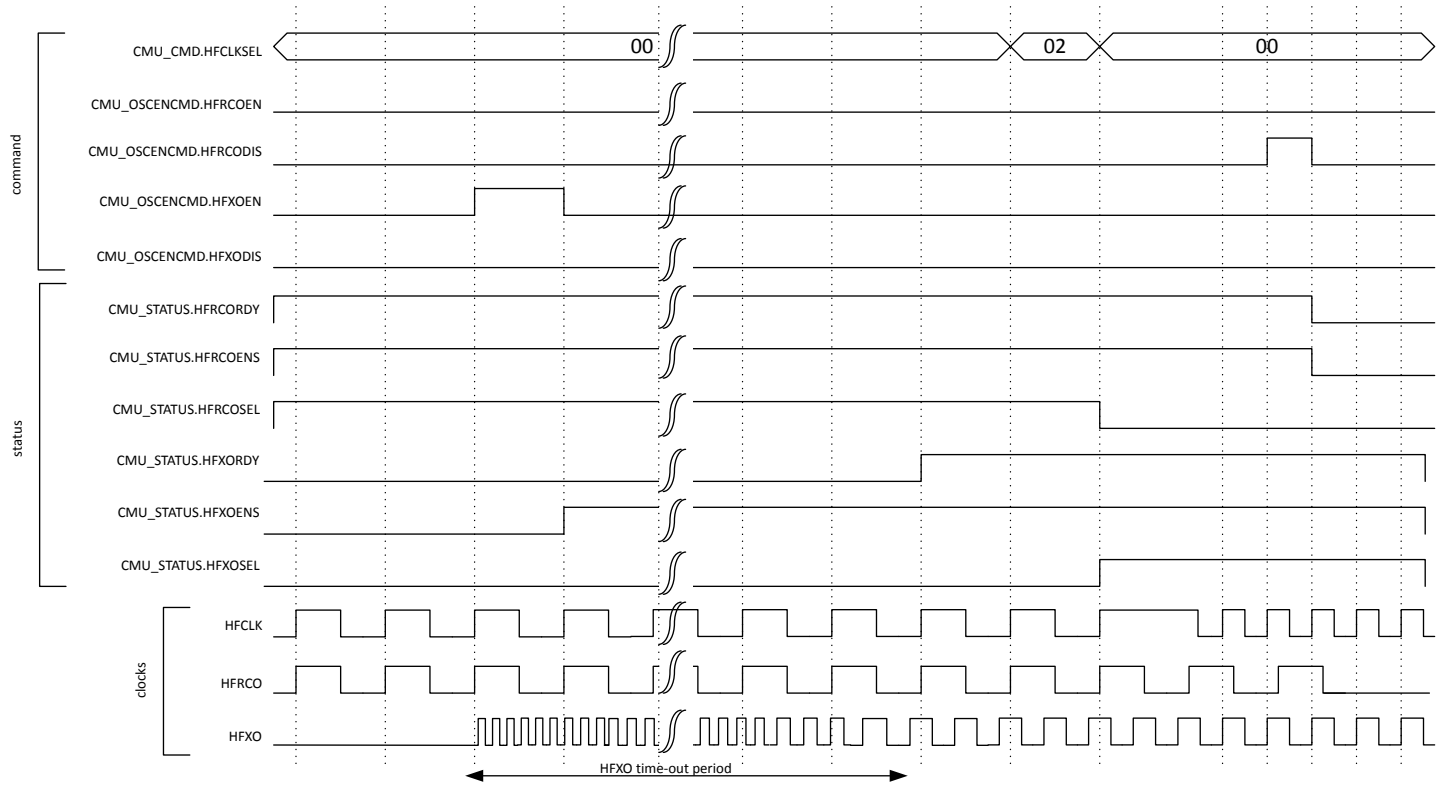 CMU_CMD.HFCLKSEL
00
02
00
CMU_OSCENCMD.HFRCOEN
CMU_OSCENCMD.HFRCODIS
command
CMU_OSCENCMD.HFXOEN
CMU_OSCENCMD.HFXODIS
CMU_STATUS.HFRCORDY
CMU_STATUS.HFRCOENS
CMU_STATUS.HFRCOSEL
status
CMU_STATUS.HFXORDY
CMU_STATUS.HFXOENS
CMU_STATUS.HFXOSEL
HFCLK
clocks
HFRCO
HFXO
HFXO time-out period